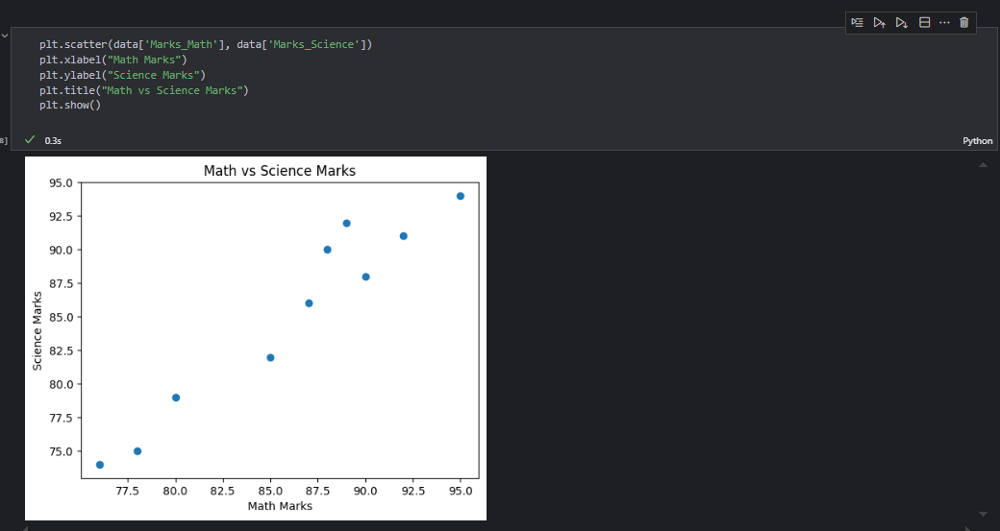 plt.scatter(data['Marks_Math'], data['Marks_Science'])
plt.xlabel("Math Marks")
plt.ylabel("Science Marks")
plt.title("Math vs Science Marks")
plt.show()
8]
0.3s
Python
Math vs Science Marks
95.0
92.5
90.0
87.5
85.0
82.5
80.0
77.5
75.0
Science Marks
77.5 80.0 82.5 85.0 87.5 90.0 92.5 95.0
Math Marks